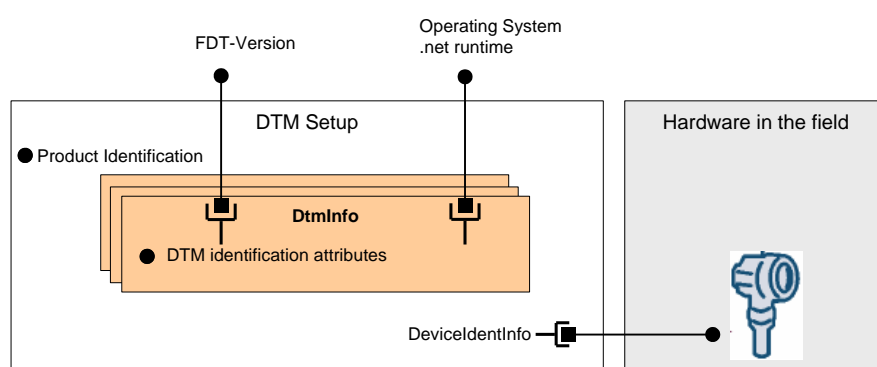 Operating System
.net runtime
FDT-Version
DTM Setup
Hardware in the field
Product Identification
DtmInfo
DTM identification attributes
DeviceIdentInfo